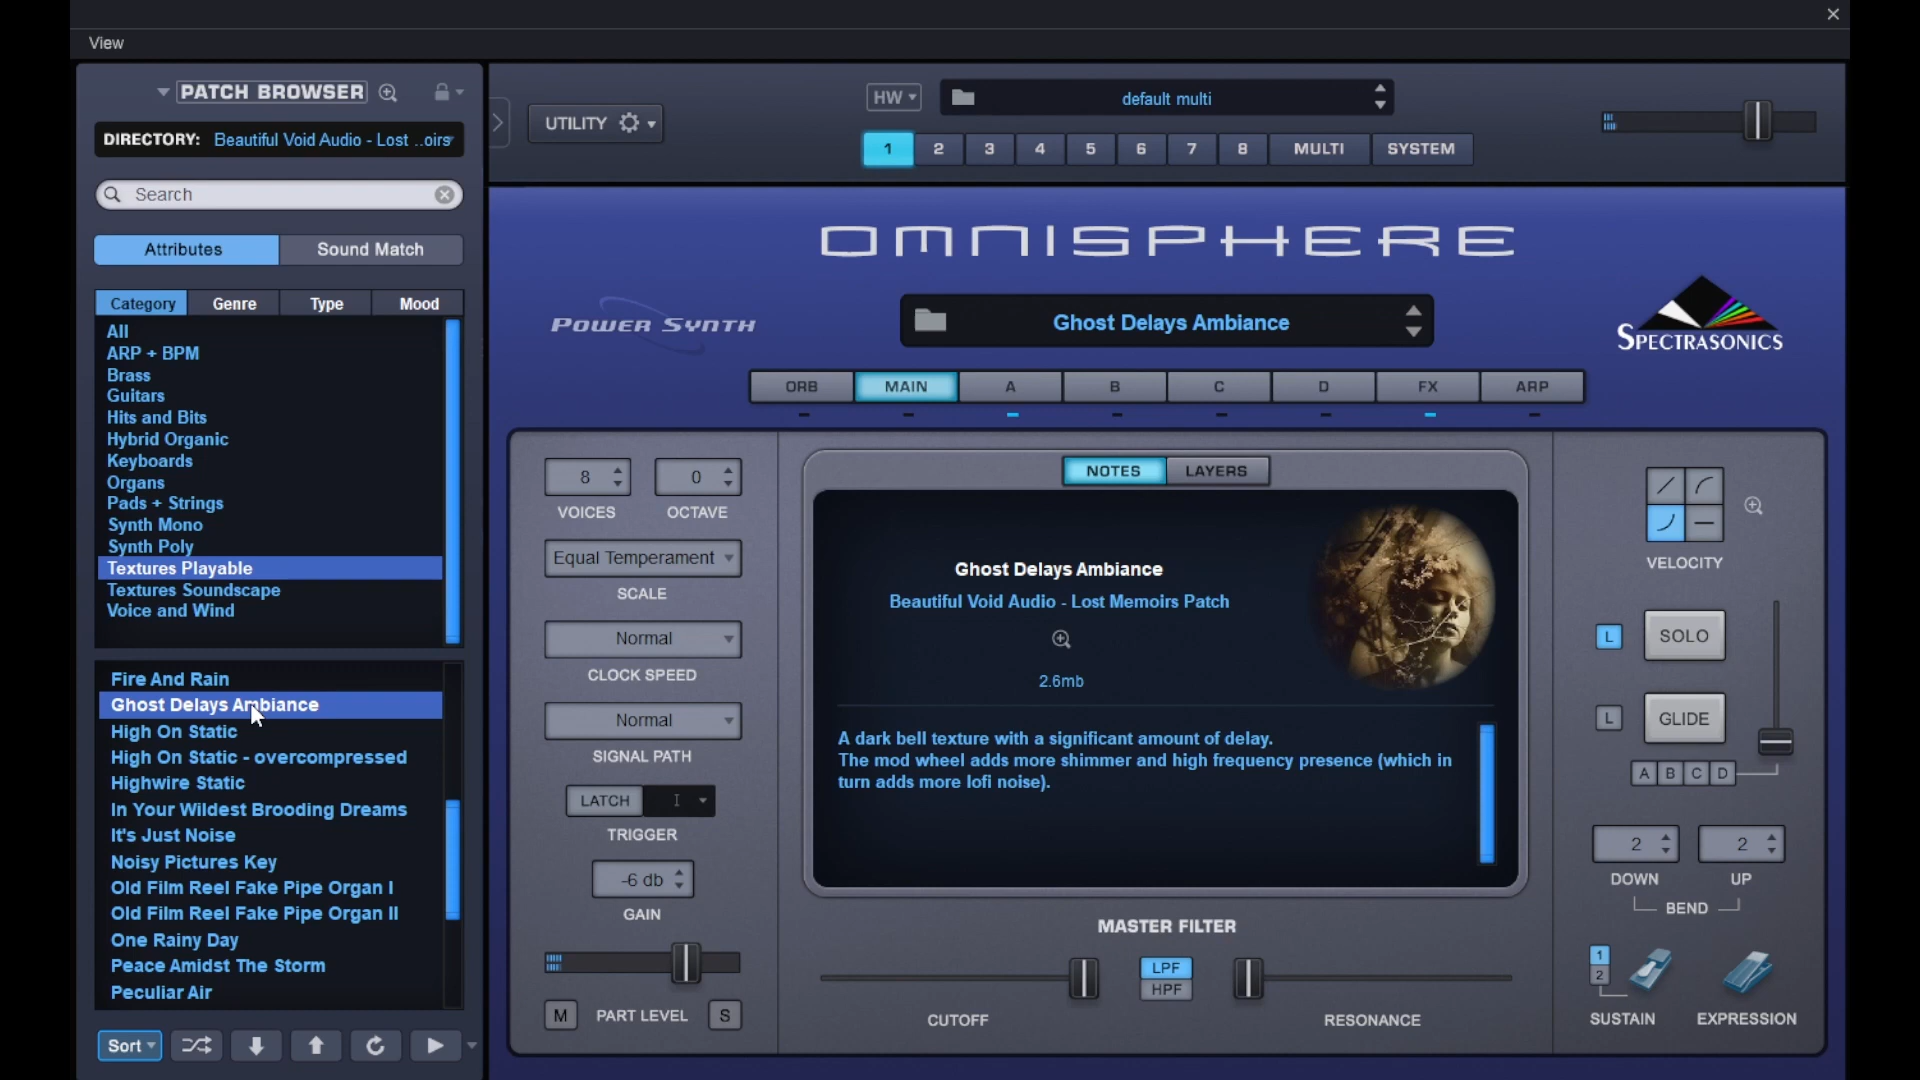 View
PATCH BROWSER
DIRECTORY: Beautiful Void Audio - Lost ..oirs
Search
Attributes
Sound Match
Category
Genre
Type
Mood
All
ARP + BPM
Brass
Guitars
Hits and Bits
Hybrid Organic
Keyboards
Organs
Pads + Strings
Synth Mono
Synth Poly
Textures Playable
Textures Soundscape
Voice and Wind
Fire And Rain
Ghost Delays Ambiance
High On Static
High On Static - overcompressed
Highwire Static
In Your Wildest Brooding Dreams
It's Just Noise
Noisy Pictures Key
Old Film Reel Fake Pipe Organ I
Old Film Reel Fake Pipe Organ II
One Rainy Day
Peace Amidst The Storm
Peculiar Air
Sort
UTILITY
HW
default multi
1 2 3 4 5 6 7 8 MULTI SYSTEM
OMNISPHERE
POWER SYNTH
Ghost Delays Ambiance
SPECTRASONICS
ORB MAIN A B C D FX ARP
8
VOICES
0
OCTAVE
Equal Temperament
SCALE
Normal
CLOCK SPEED
Normal
SIGNAL PATH
LATCH
TRIGGER
-6 db
GAIN
M PART LEVEL S
NOTES LAYERS
Ghost Delays Ambiance
Beautiful Void Audio - Lost Memoirs Patch
2.6mb
A dark bell texture with a significant amount of delay.
The mod wheel adds more shimmer and high frequency presence (which in
turn adds more lofi noise).
MASTER FILTER
LPF
HPF
CUTOFF
RESONANCE
VELOCITY
L SOLO
L GLIDE
A B C D
2
DOWN
2
UP
BEND
1
2
SUSTAIN
EXPRESSION